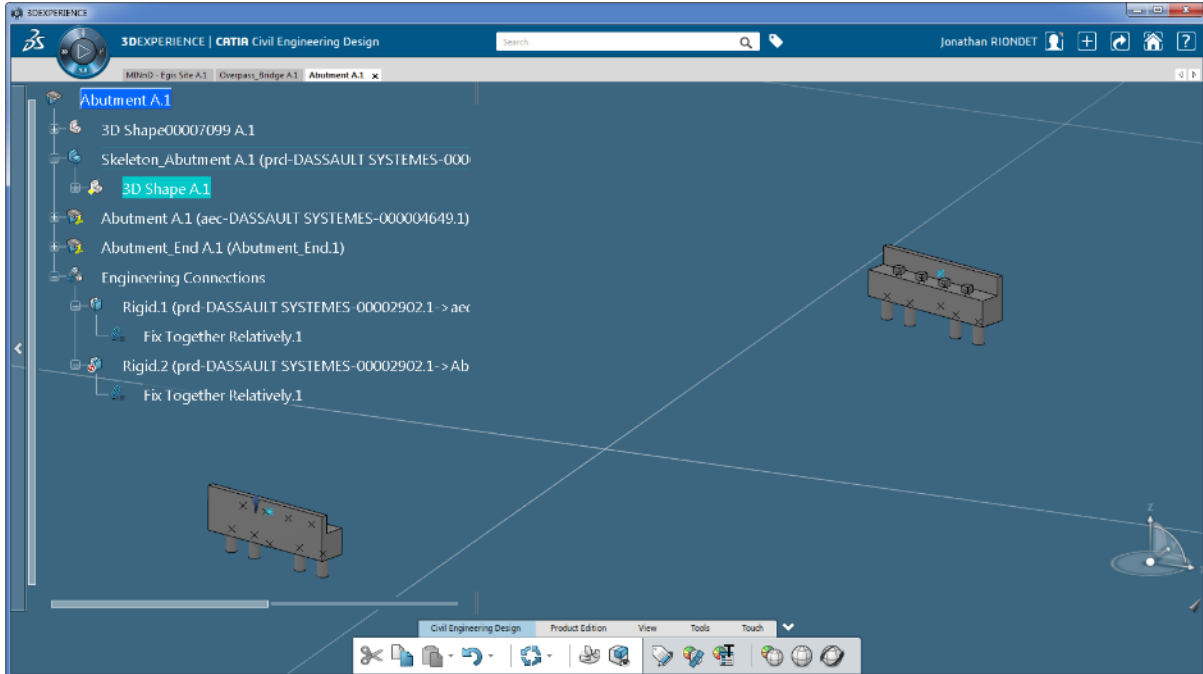 3DEXPERIENCE
3DEXPERIENCE | CATIA Civil Engineering Design
Search
Jonathan RIONDET
MINnD - Egis Site A.1
Overpass_Bridge A.1
Abutment A.1
Abutment A.1
3D Shape00007099 A.1
Skeleton_Abutment A.1 (prd-DASSAULT SYSTEMES-000
3D Shape A.1
Abutment A.1 (aec-DASSAULT SYSTEMES-000004649.1)
Abutment_End A.1 (Abutment_End.1)
Engineering Connections
Rigid.1 (prd-DASSAULT SYSTEMES-00002902.1->aec
Fix Together Relatively.1
Rigid.2 (prd-DASSAULT SYSTEMES-00002902.1->Ab
Fix Together Relatively.1
Z
Civil Engineering Design
Product Edition
View
Tools
Touch